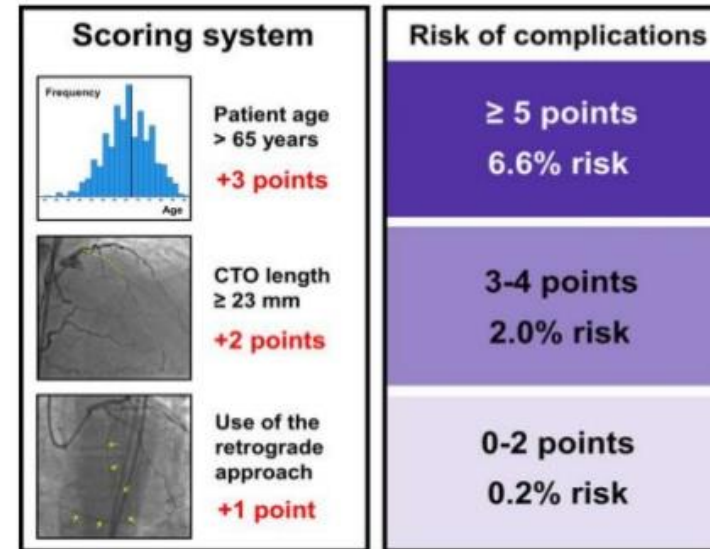 Scoring system
Frequency
Age
Patient age
> 65 years
+3 points
CTO length
≥ 23 mm
+2 points
Use of the
retrograde
approach
+1 point
Risk of complications
≥ 5 points
6.6% risk
3-4 points
2.0% risk
0-2 points
0.2% risk